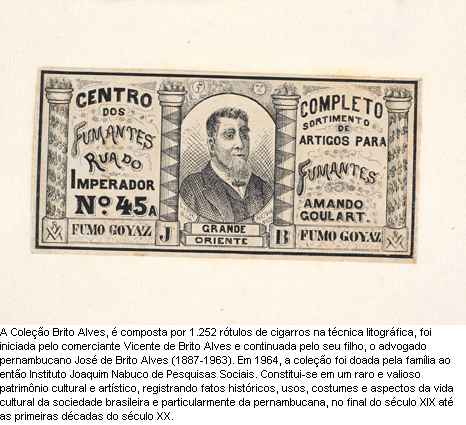 CENTRO
DOS
FUMANTES
RUA DO
IMPERADOR
Nº 45A
FUMO GOYAZ
J
GRANDE
ORIENTE
B
COMPLETO
SORTIMENTO
DE
ARTIGOS PARA
FUMANTES
AMANDO
GOULART.
FUMO GOYAZ
A Coleção Brito Alves, é composta por 1.252 rótulos de cigarros na técnica litográfica, foi
iniciada pelo comerciante Vicente de Brito Alves e continuada pelo seu filho, o advogado
pernambucano José de Brito Alves (1887-1963). Em 1964, a coleção foi doada pela família ao
então Instituto Joaquim Nabuco de Pesquisas Sociais. Constitui-se em um raro e valioso
patrimônio cultural e artístico, registrando fatos históricos, usos, costumes e aspectos da vida
cultural da sociedade brasileira e particularmente da pernambucana, no final do século XIX até
as primeiras décadas do século XX.